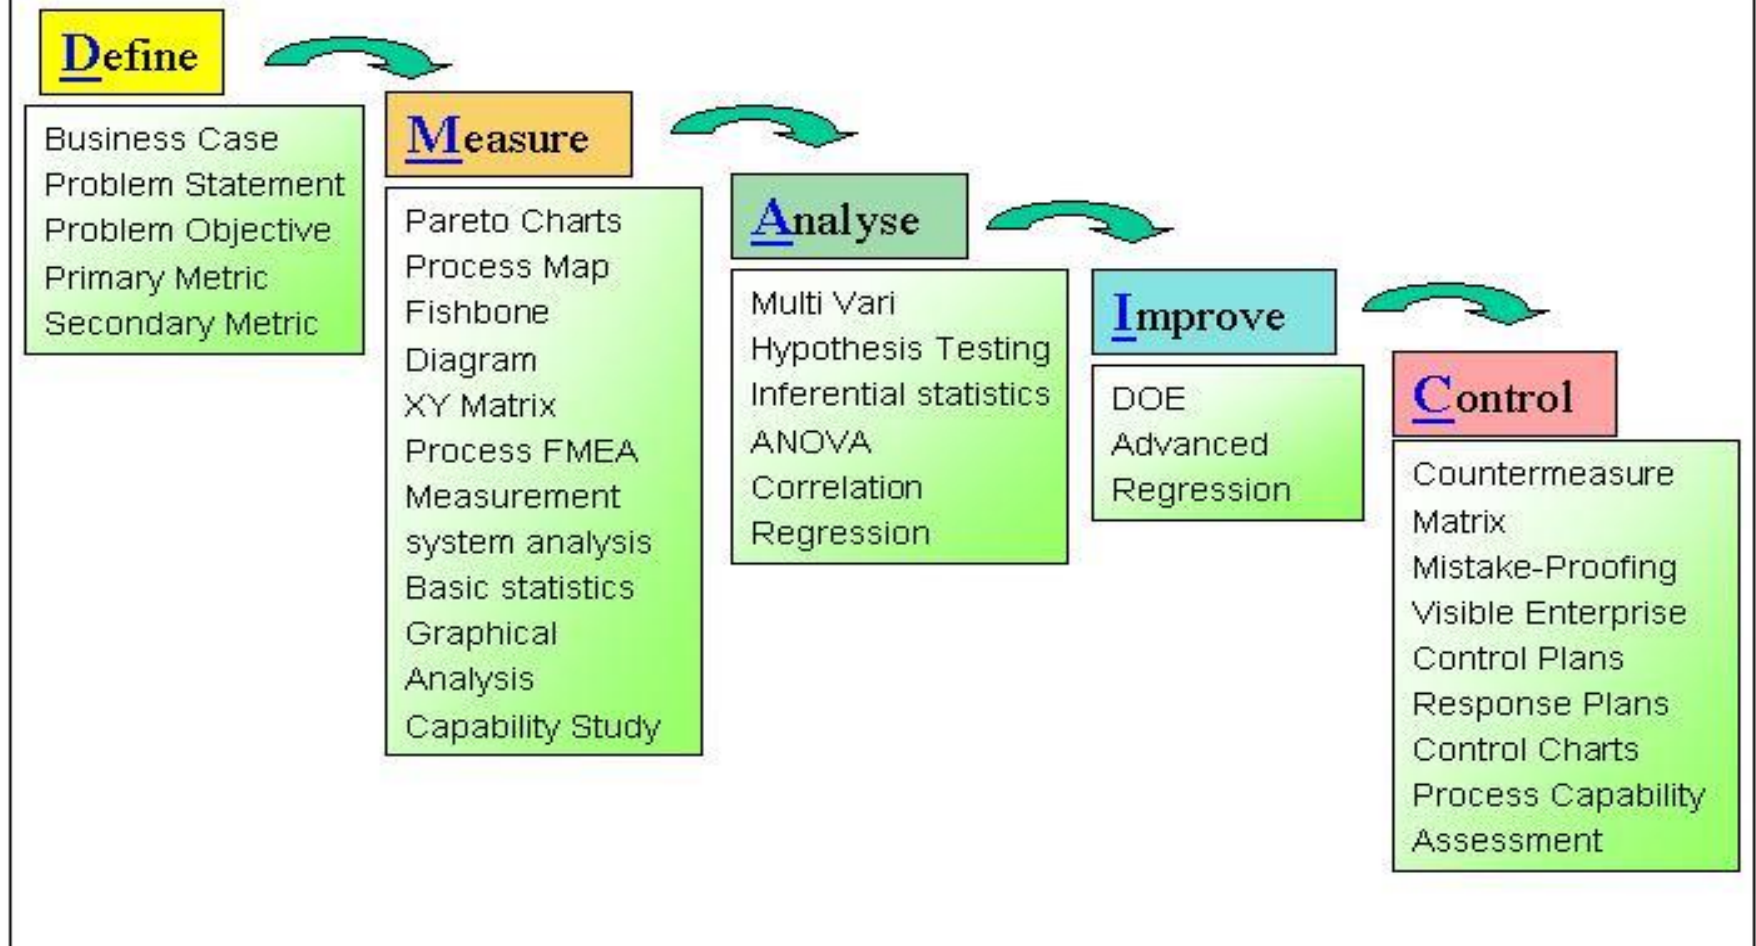 Define
Business Case
Problem Statement
Problem Objective
Primary Metric
Secondary Metric
Measure
Pareto Charts
Process Map
Fishbone
Diagram
XY Matrix
Process FMEA
Measurement
system analysis
Basic statistics
Graphical
Analysis
Capability Study
Analyse
Multi Vari
Hypothesis Testing
Inferential statistics
ANOVA
Correlation
Regression
Improve
DOE
Advanced
Regression
Control
Countermeasure
Matrix
Mistake-Proofing
Visible Enterprise
Control Plans
Response Plans
Control Charts
Process Capability
Assessment